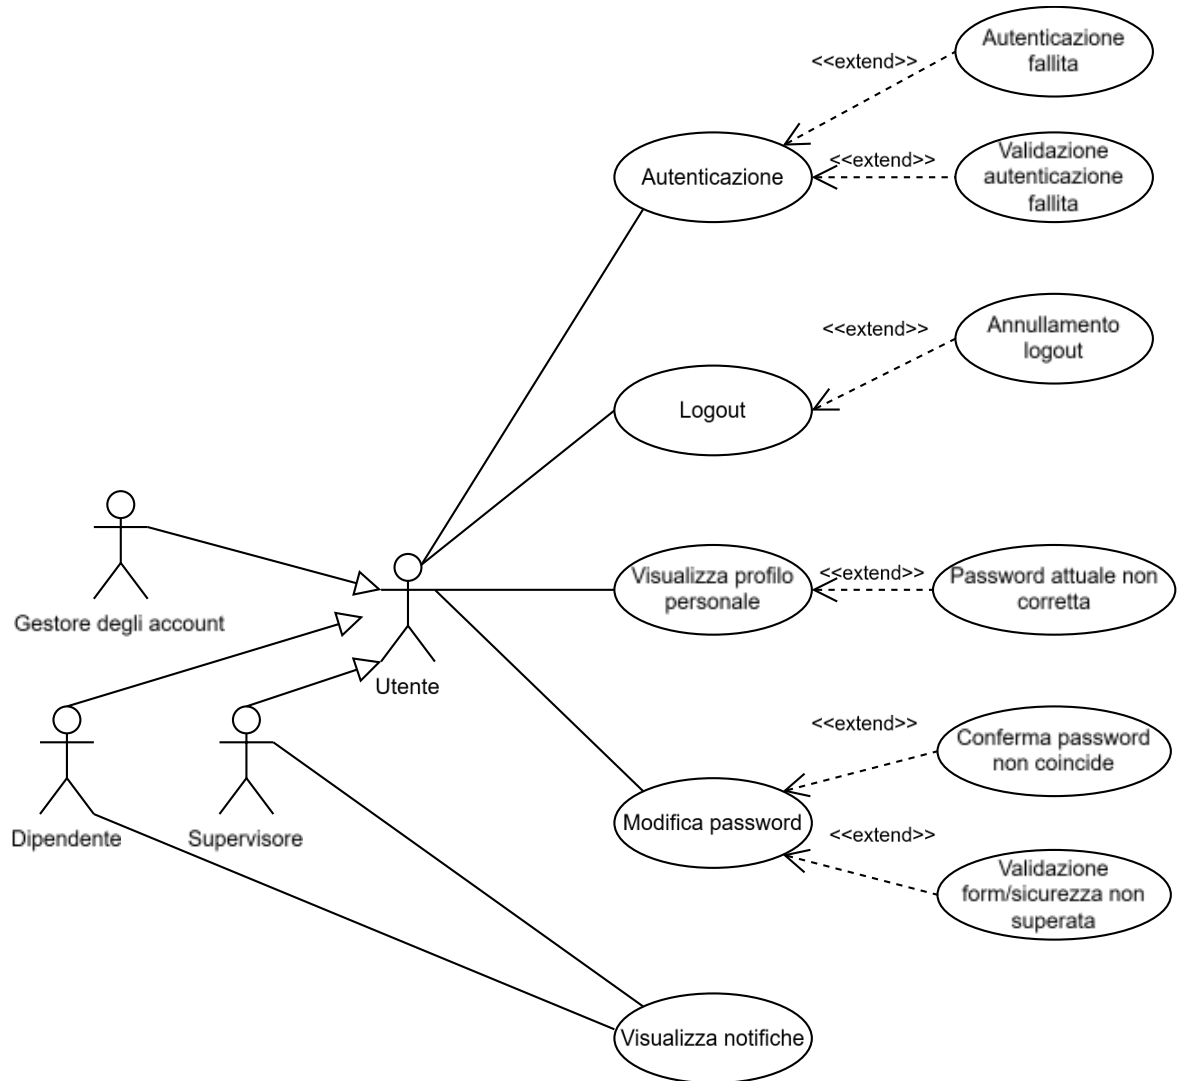 Autenticazione
fallita
<<extend>>
Autenticazione
<<extend>>
Validazione
autenticazione
fallita
<<extend>>
Annullamento
logout
Logout
Gestore degli account
Visualizza profilo
personale
<<extend>>
Password attuale non
corretta
Utente
Dipendente
Supervisore
<<extend>>
Conferma password
non coincide
Modifica password
<<extend>>
Validazione
form/sicurezza non
superata
Visualizza notifiche